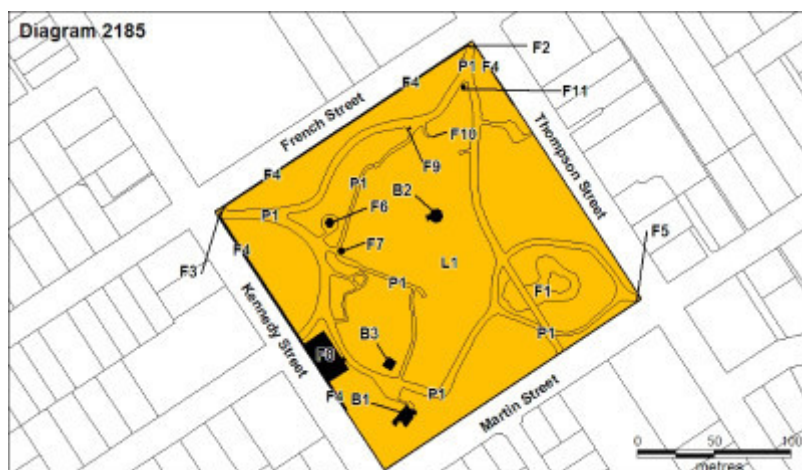 Diagram 2185
F2
P1
F4
F4
F11
French Street
Thompson Street
F10
F9
F4
P1
B2
F6
P1
F5
F4
F7
F3
L1
P1
F1
Kennedy Street
P1
B3
F8
F4
B1
P1
Martin Street
0 50 100
metres